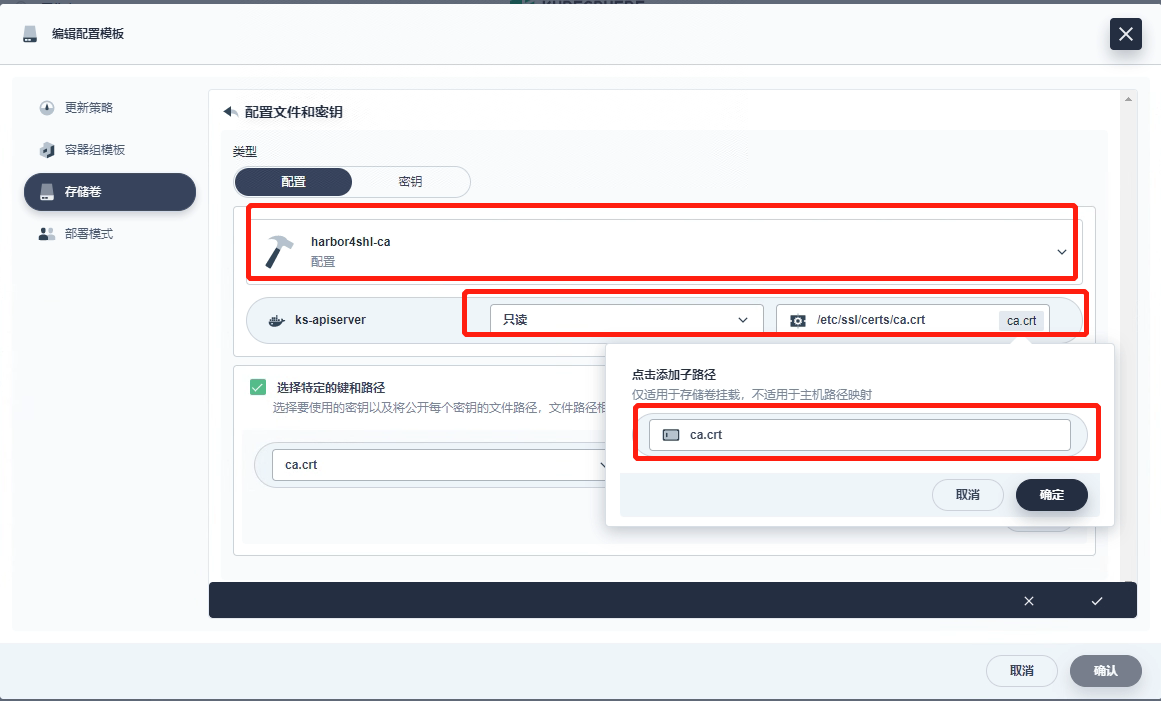 编辑配置模板
更新策略
容器组模板
存储卷
部署模式
配置文件和密钥
类型
配置
密钥
harbor4shl-ca
配置
ks-apiserver
只读
/etc/ssl/certs/ca.crt
ca.crt
选择特定的键和路径
选择要使用的密钥以及将公开每个密钥的文件路径，文件路径相
ca.crt
点击添加子路径
仅适用于存储卷挂载，不适用于主机路径映射
ca.crt
取消
确定
取消
确认